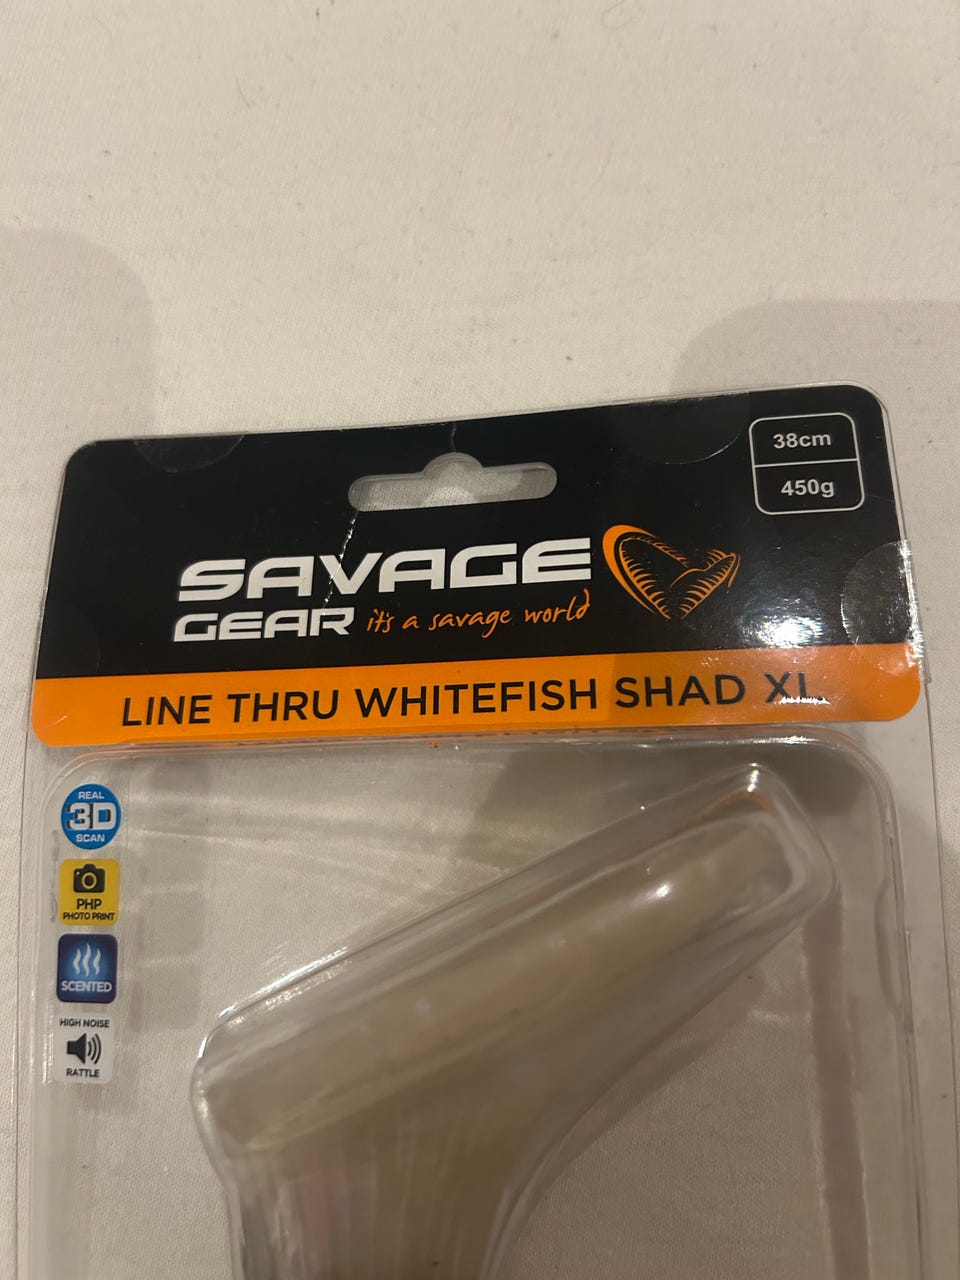 38cm
450g
SAVAGE
GEAR it's a savage world
LINE THRU WHITEFISH SHAD XL
REAL
3D
SCAN
PHP
PHOTO PRINT
SCENTED
HIGH NOISE
RATTLE